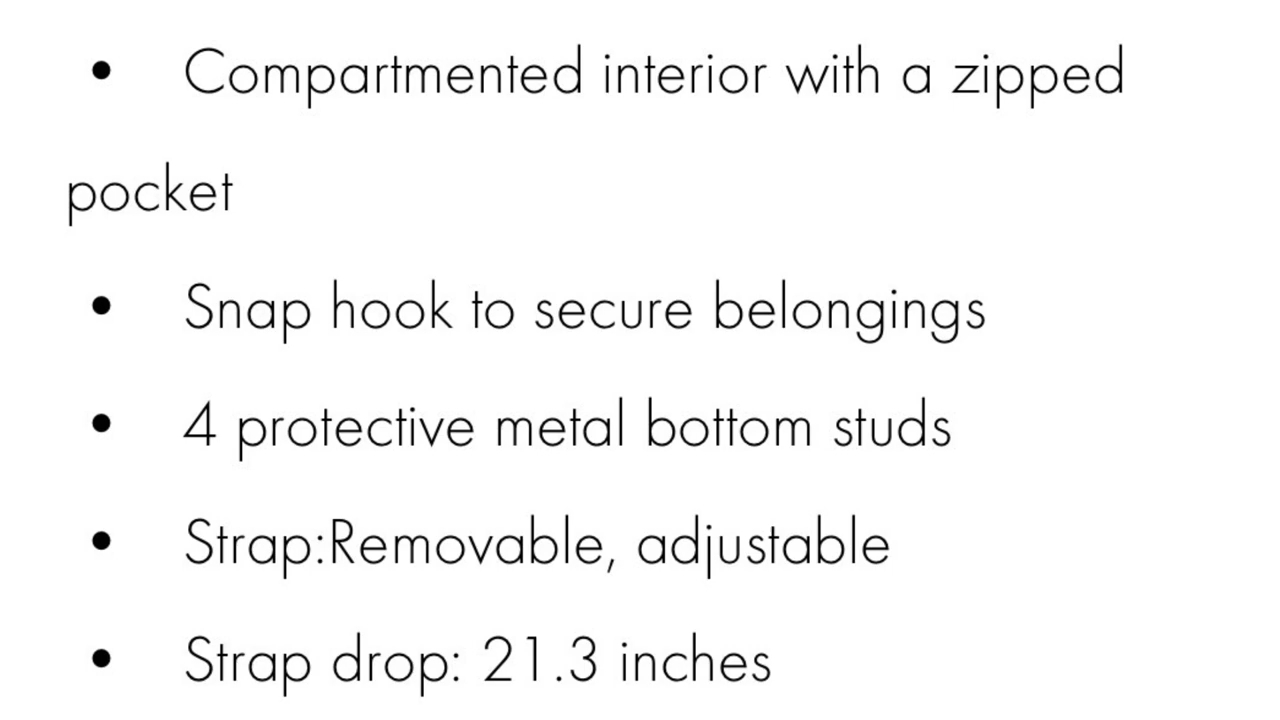 • Compartmented interior with a zipped
pocket
• Snap hook to secure belongings
• 4 protective metal bottom studs
• Strap:Removable, adjustable
• Strap drop: 21.3 inches